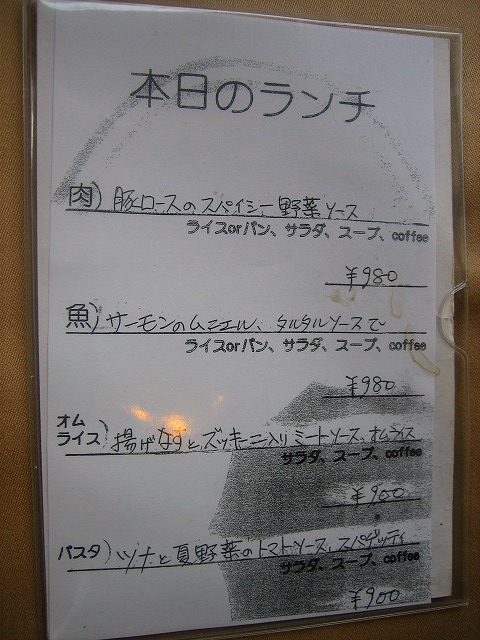 本日のランチ
肉) 豚ロースのスパイシー野菜ソース
ライスorパン、サラダ、スープ、coffee
¥980
魚) サーモンのムニエル、タルタルソースで
ライスorパン、サラダ、スープ、coffee
¥980
オム
ライス) 揚げなすとズッキーニ入りミートソース、オムライス
サラダ、スープ、coffee
¥900
パスタ) ツナと夏野菜のトマトソース、スパゲッティ
サラダ、スープ、coffee
¥900